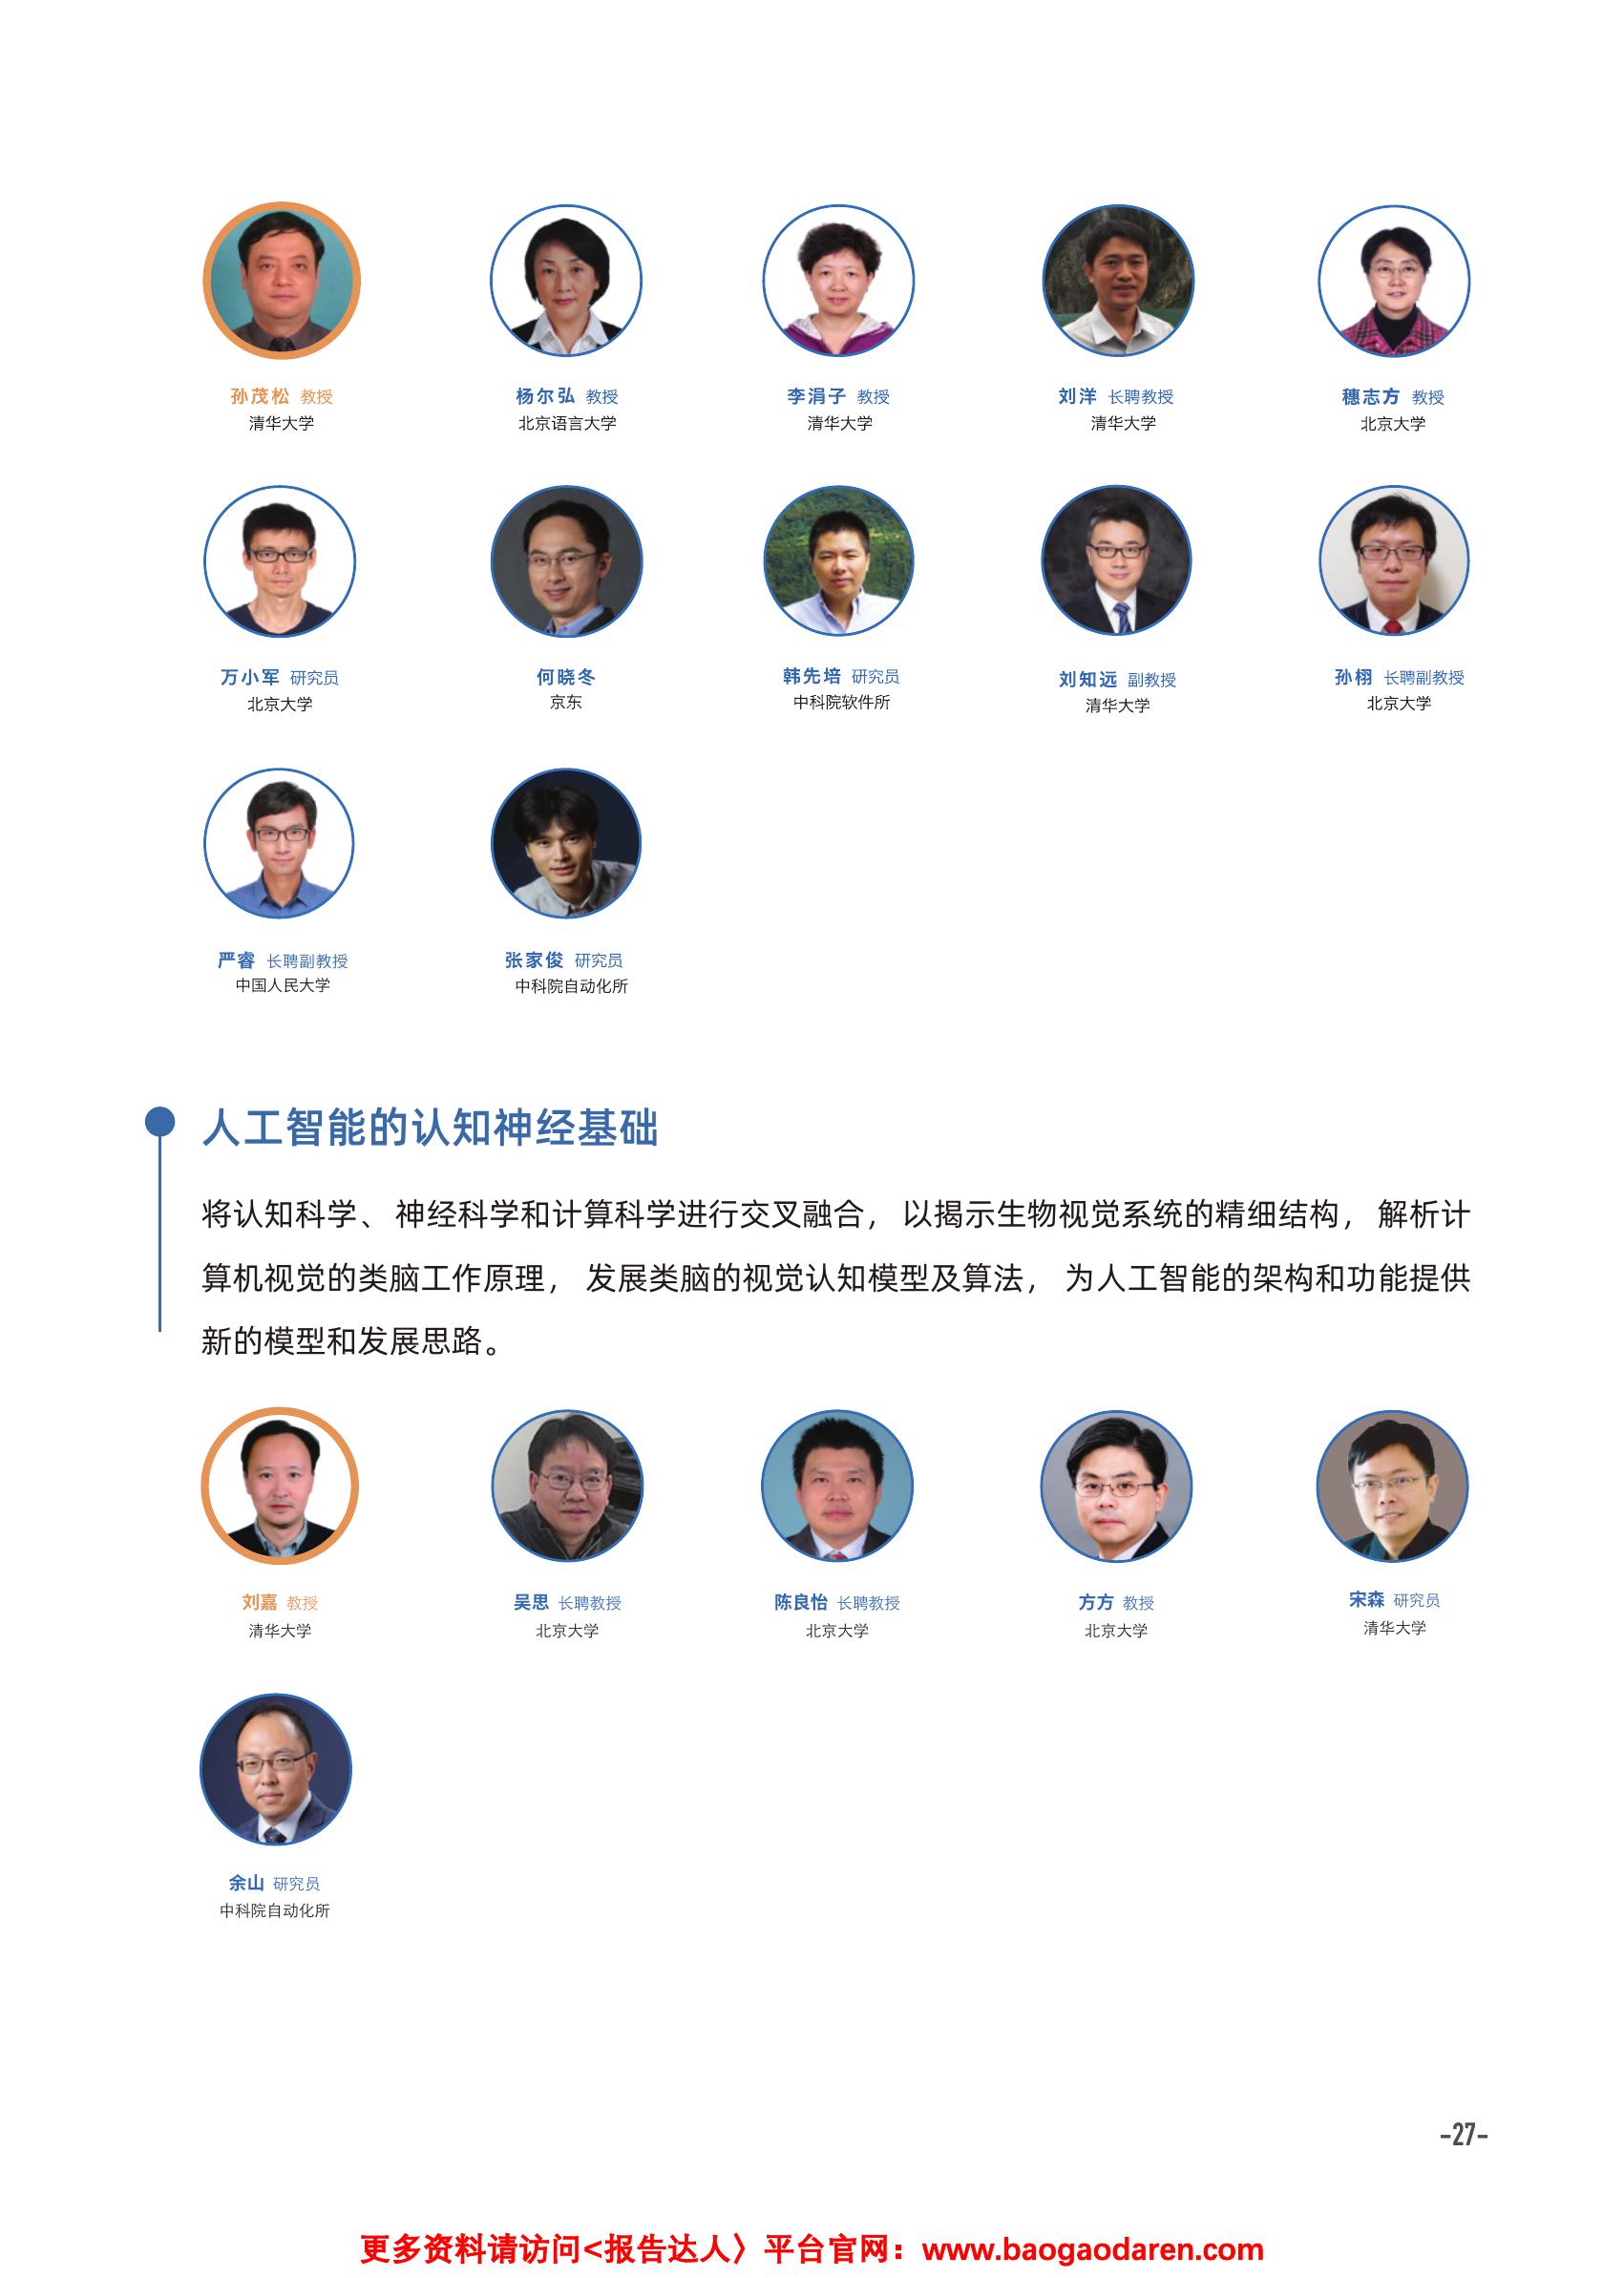 孙茂松 教授
清华大学
杨尔弘 教授
北京语言大学
李涓子 教授
清华大学
刘洋 长聘教授
清华大学
穗志方 教授
北京大学
万小军 研究员
北京大学
何晓冬
京东
韩先培 研究员
中科院软件所
刘知远 副教授
清华大学
孙栩 长聘副教授
北京大学
严睿 长聘副教授
中国人民大学
张家俊 研究员
中科院自动化所
人工智能的认知神经基础
将认知科学、神经科学和计算科学进行交叉融合，以揭示生物视觉系统的精细结构，解析计
算机视觉的类脑工作原理，发展类脑的视觉认知模型及算法，为人工智能的架构和功能提供
新的模型和发展思路。
刘嘉 教授
清华大学
吴思 长聘教授
北京大学
陈良怡 长聘教授
北京大学
方方 教授
北京大学
宋森 研究员
清华大学
余山 研究员
中科院自动化所
-27-
更多资料请访问<报告达人〉平台官网：www.baogaodaren.com